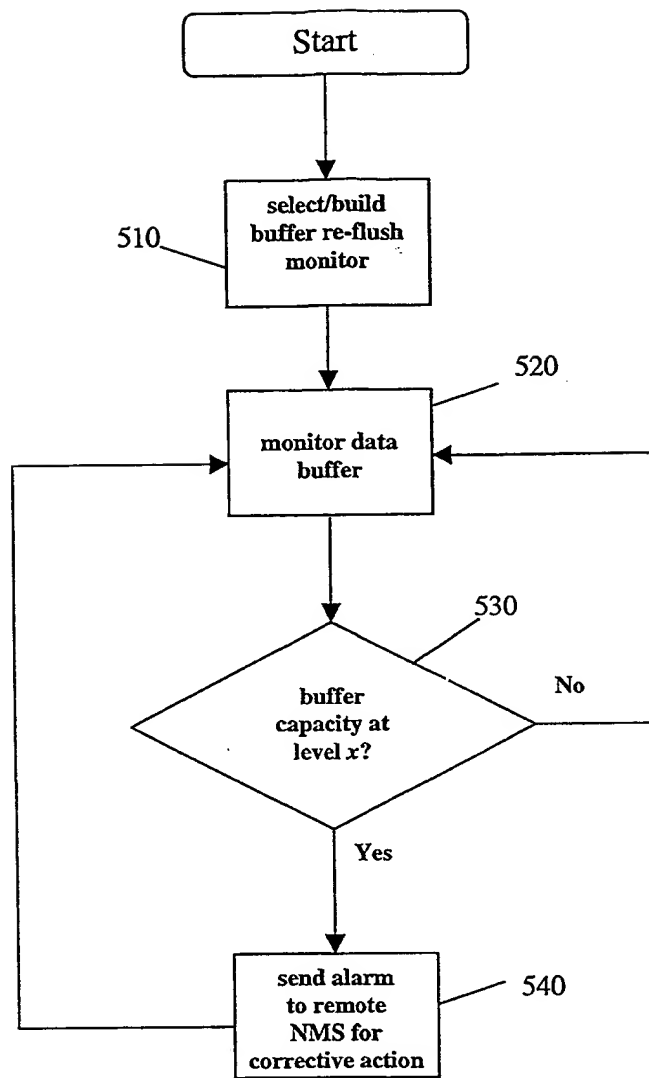 Start
select/build
buffer re-flush
monitor
510
520
monitor data
buffer
530
buffer
capacity at
level x?
No
Yes
send alarm
to remote
NMS for
corrective action
540